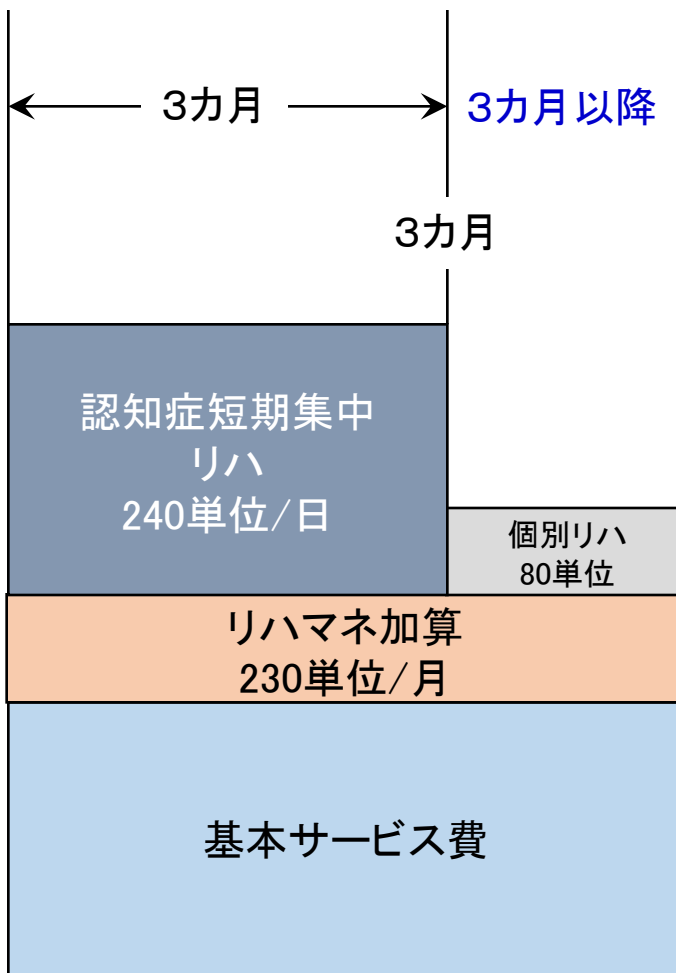 3カ月
3カ月以降
3カ月
認知症短期集中
リハ
240単位/日
個別リハ
80単位
リハマネ加算
230単位/月
基本サービス費